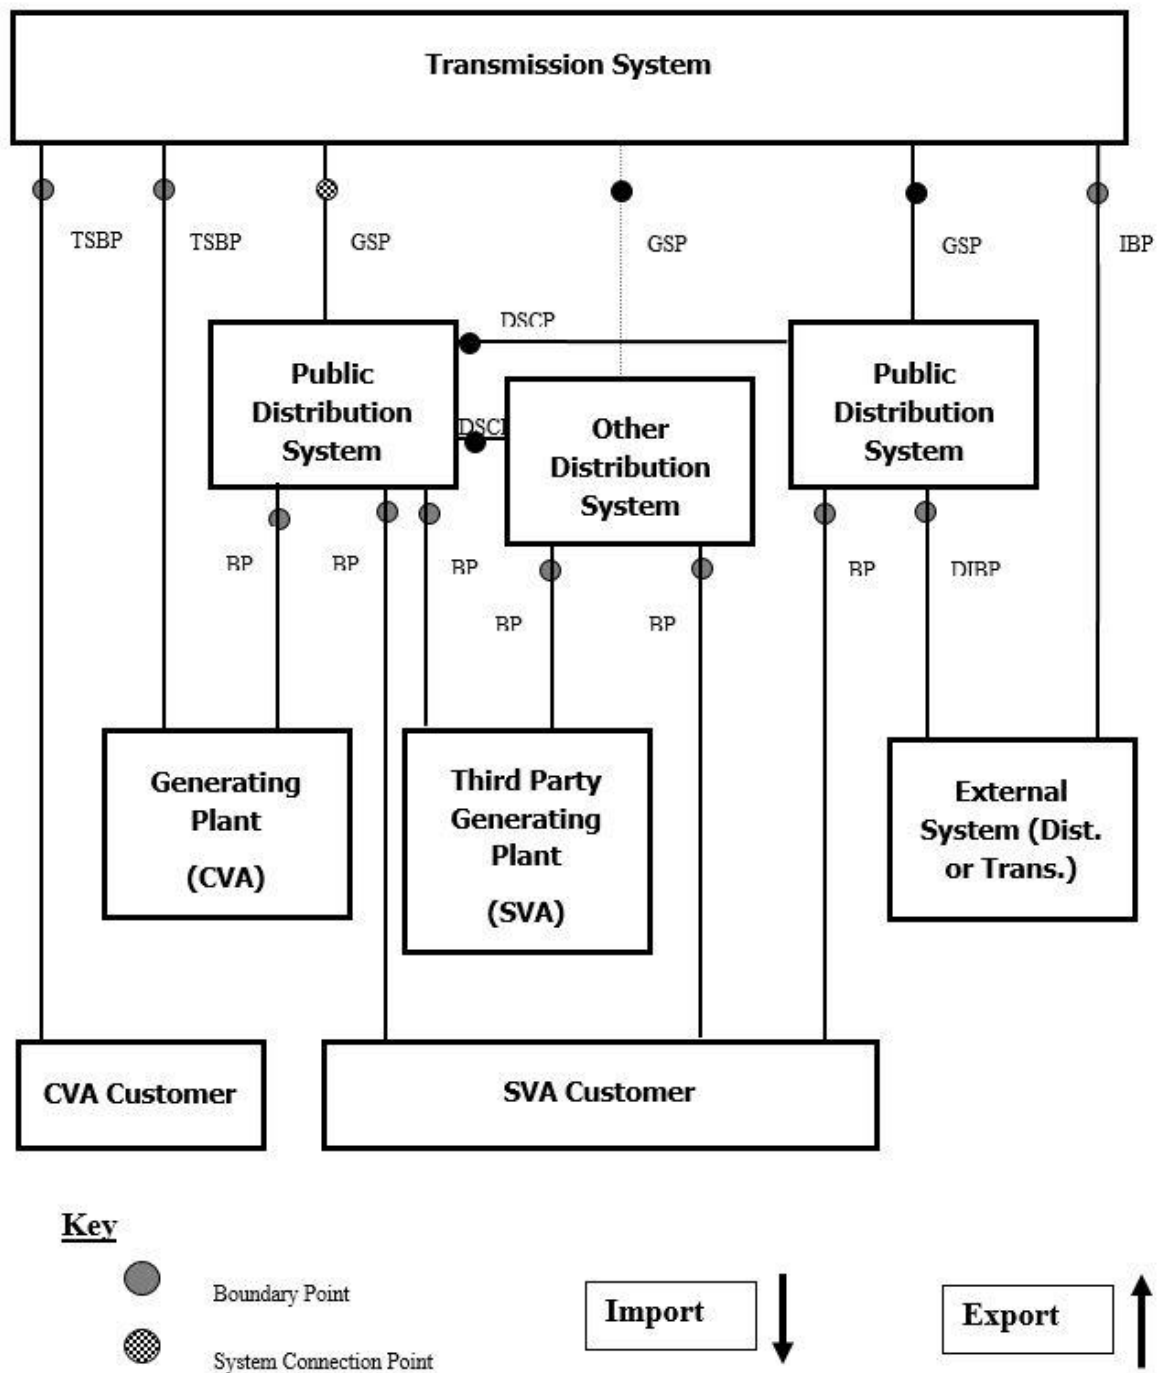 Transmission System
TSBP
TSBP
GSP
GSP
GSP
IBP
DSCP
Public
Distribution
System
DSCP
Other
Distribution
System
Public
Distribution
System
BP
BP
BP
BP
BP
BP
DIBP
Generating
Plant
(CVA)
Third Party
Generating
Plant
(SVA)
External
System (Dist.
or Trans.)
CVA Customer
SVA Customer
Key
Boundary Point
System Connection Point
Import
Export